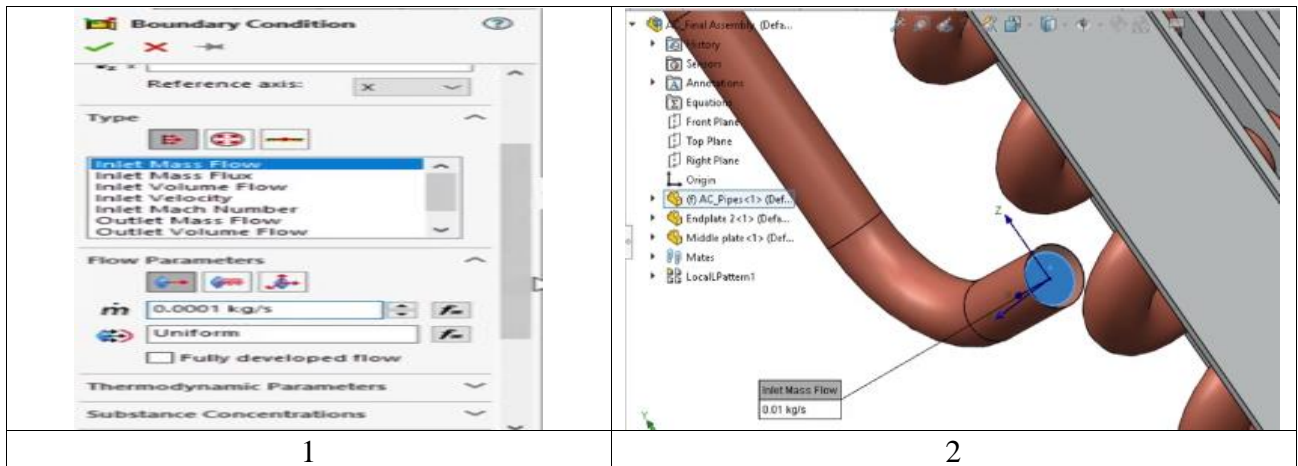 Boundary Condition
Reference axis:
X
Type
Inlet Mass Flow
Inlet Mass Flux
Inlet Volume Flow
Inlet Velocity
Inlet Mach Number
Outlet Mass Flow
Outlet Volume Flow
Flow Parameters
ṁ 0.0001 kg/s
Uniform
Fully developed flow
Thermodynamic Parameters
Substance Concentrations
1
AC_Final Assembly (Defa...
History
Sensors
Annotations
Equations
Front Plane
Top Plane
Right Plane
Origin
(f) AC_Pipes<1> (Def...
Endplate 2<1> (Defa...
Middle plate<1> (Def...
Mates
LocalLPattern1
Z
Inlet Mass Flow
0.01 kg/s
Y
2